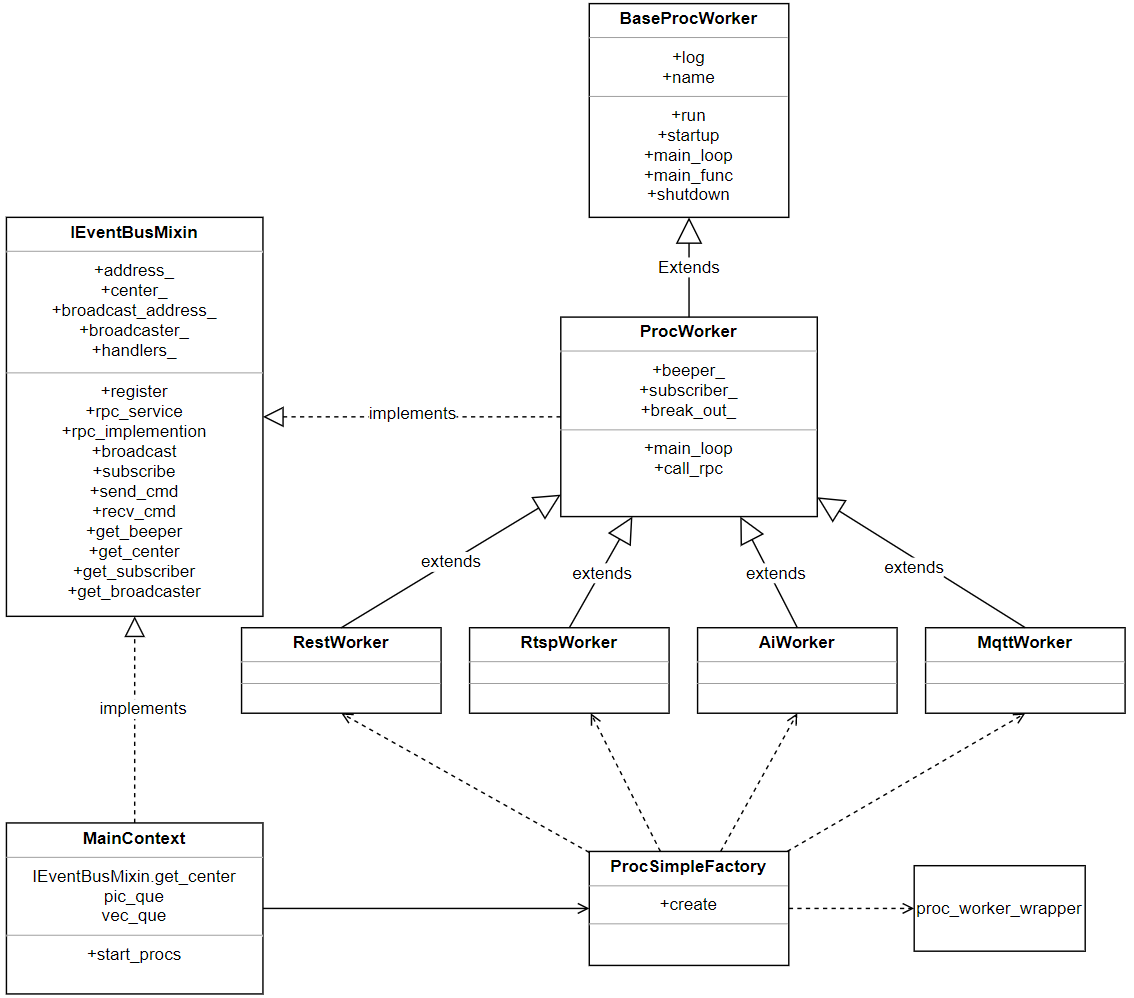 BaseProcWorker
+log
+name
+run
+startup
+main_loop
+main_func
+shutdown
IEventBusMixin
+address_
+center_
+broadcast_address_
+broadcaster_
+handlers_
+register
+rpc_service
+rpc_implemention
+broadcast
+subscribe
+send_cmd
+recv_cmd
+get_beeper
+get_center
+get_subscriber
+get_broadcaster
Extends
ProcWorker
+beeper_
+subscriber_
+break_out_
+main_loop
+call_rpc
implements
extends
extends
extends
extends
RestWorker
RtspWorker
AiWorker
MqttWorker
implements
MainContext
IEventBusMixin.get_center
pic_que
vec_que
+start_procs
ProcSimpleFactory
+create
proc_worker_wrapper